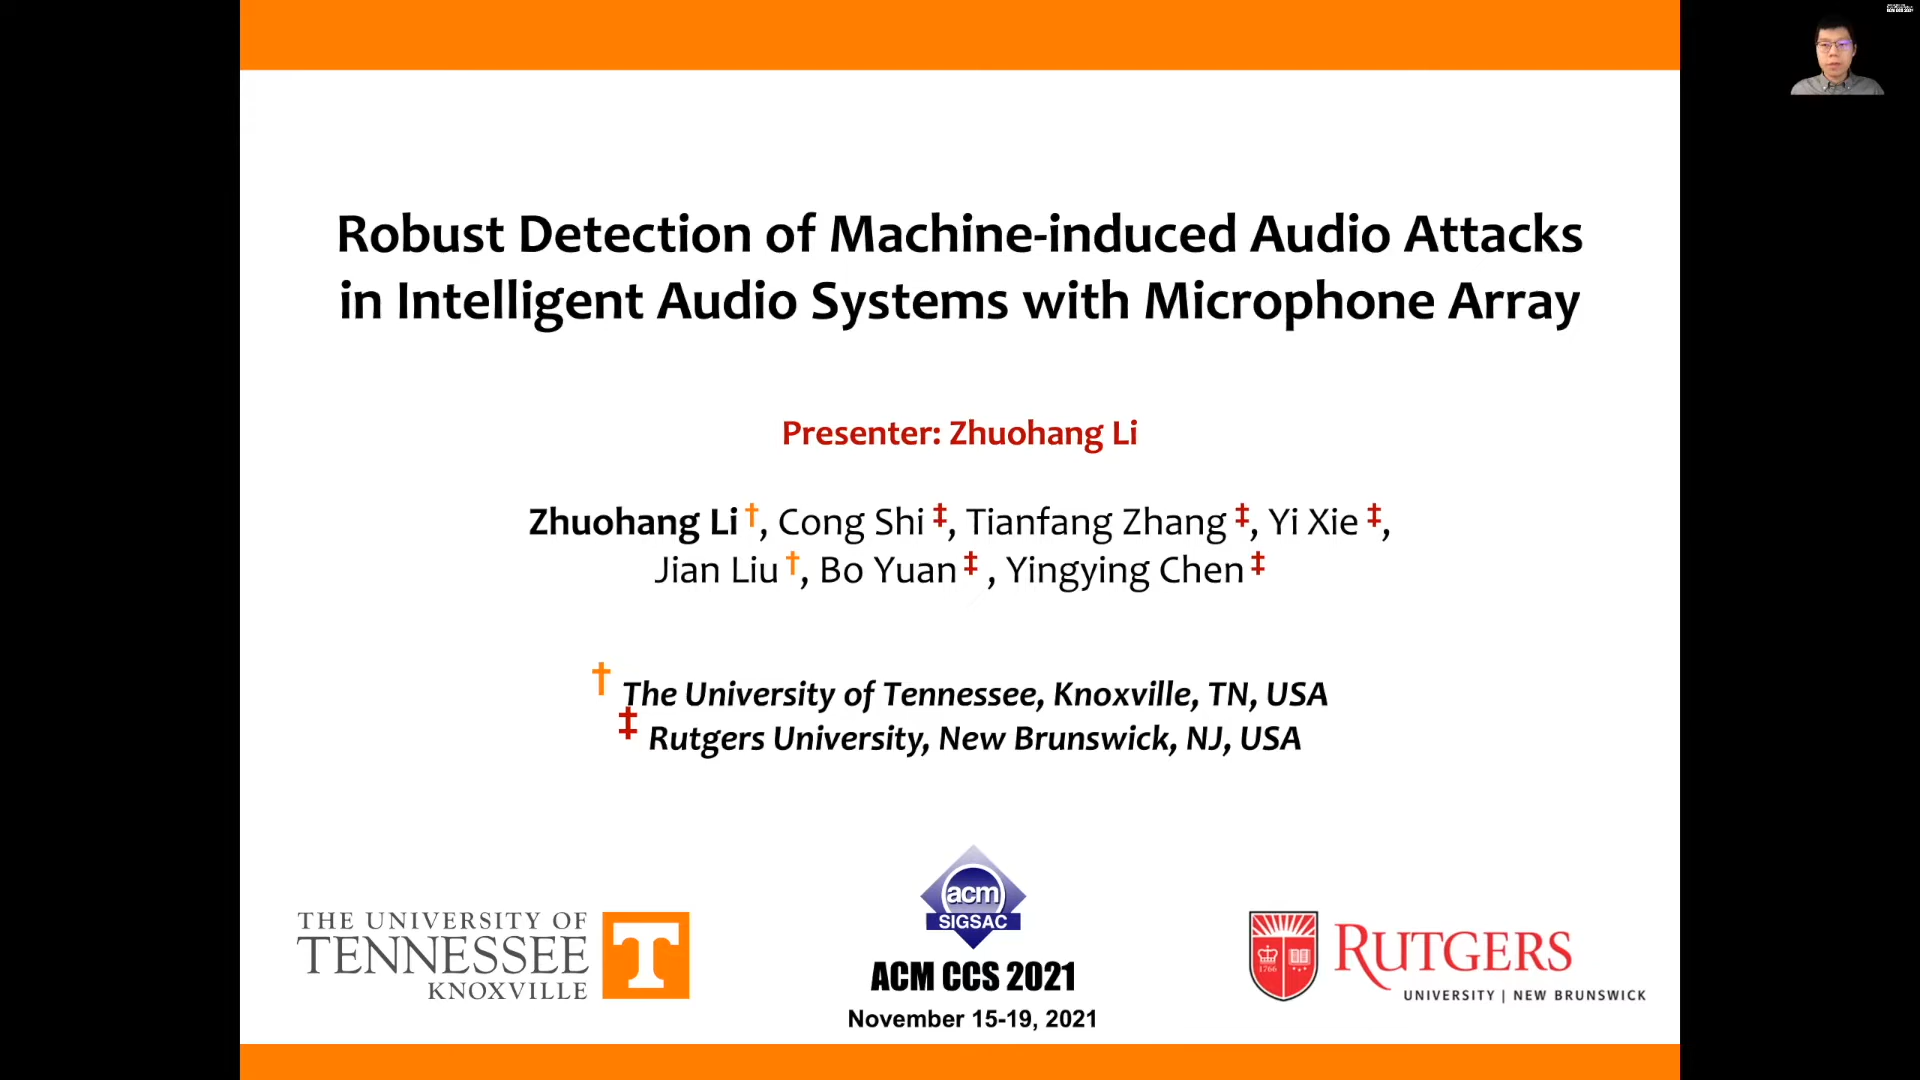 Robust Detection of Machine-induced Audio Attacks
in Intelligent Audio Systems with Microphone Array
Presenter: Zhuohang Li
Zhuohang Li †, Cong Shi ‡, Tianfang Zhang ‡, Yi Xie ‡,
Jian Liu †, Bo Yuan ‡ , Yingying Chen ‡
† The University of Tennessee, Knoxville, TN, USA
‡ Rutgers University, New Brunswick, NJ, USA
THE UNIVERSITY OF
TENNESSEE
KNOXVILLE
T
acm
SIGSAC
ACM CCS 2021
November 15-19, 2021
1766
RUTGERS
UNIVERSITY | NEW BRUNSWICK